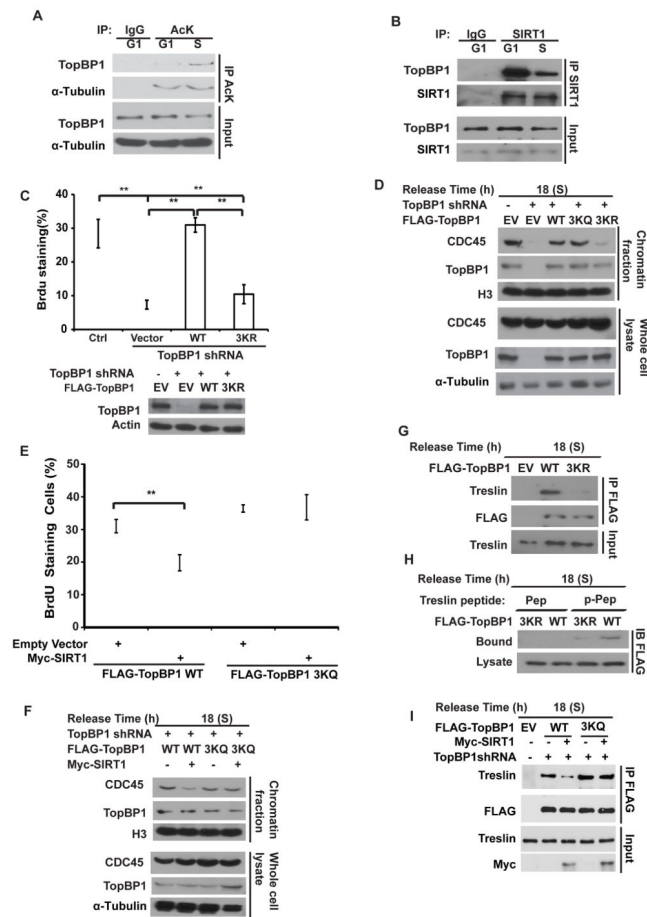 A
IP: IgG AcK
G1 G1 S
TopBP1
α-Tubulin
IP AcK
TopBP1
α-Tubulin
Input
B
IP: IgG SIRT1
G1 G1 S
TopBP1
SIRT1
IP SIRT1
TopBP1
SIRT1
Input
C
Brdu staining(%)
40
30
20
10
0
** ** ** **
Ctrl Vector WT 3KR
TopBP1 shRNA
TopBP1 shRNA - + + +
FLAG-TopBP1 EV EV WT 3KR
TopBP1
Actin
D
Release Time (h) 18 (S)
TopBP1 shRNA - + + + +
FLAG-TopBP1 EV EV WT 3KQ 3KR
CDC45
TopBP1
H3
Chromatin fraction
CDC45
TopBP1
α-Tubulin
Whole cell lysate
E
BrdU Staining Cells (%)
50
40
30
20
10
0
**
Empty Vector + +
Myc-SIRT1 + +
FLAG-TopBP1 WT FLAG-TopBP1 3KQ
F
Release Time (h) 18 (S)
TopBP1 shRNA + + + +
FLAG-TopBP1 WT WT 3KQ 3KQ
Myc-SIRT1 - + - +
CDC45
TopBP1
H3
Chromatin fraction
CDC45
TopBP1
α-Tubulin
Whole cell lysate
G
Release Time (h) 18 (S)
FLAG-TopBP1 EV WT 3KR
Treslin
FLAG
IP FLAG
Treslin
Input
H
Release Time (h) 18 (S)
Treslin peptide: Pep p-Pep
FLAG-TopBP1 3KR WT 3KR WT
Bound
Lysate
IB FLAG
I
Release Time (h) 18 (S)
FLAG-TopBP1 EV WT 3KQ
Myc-SIRT1 - - + - +
TopBP1shRNA - + + + +
Treslin
FLAG
IP FLAG
Treslin
Myc
Input